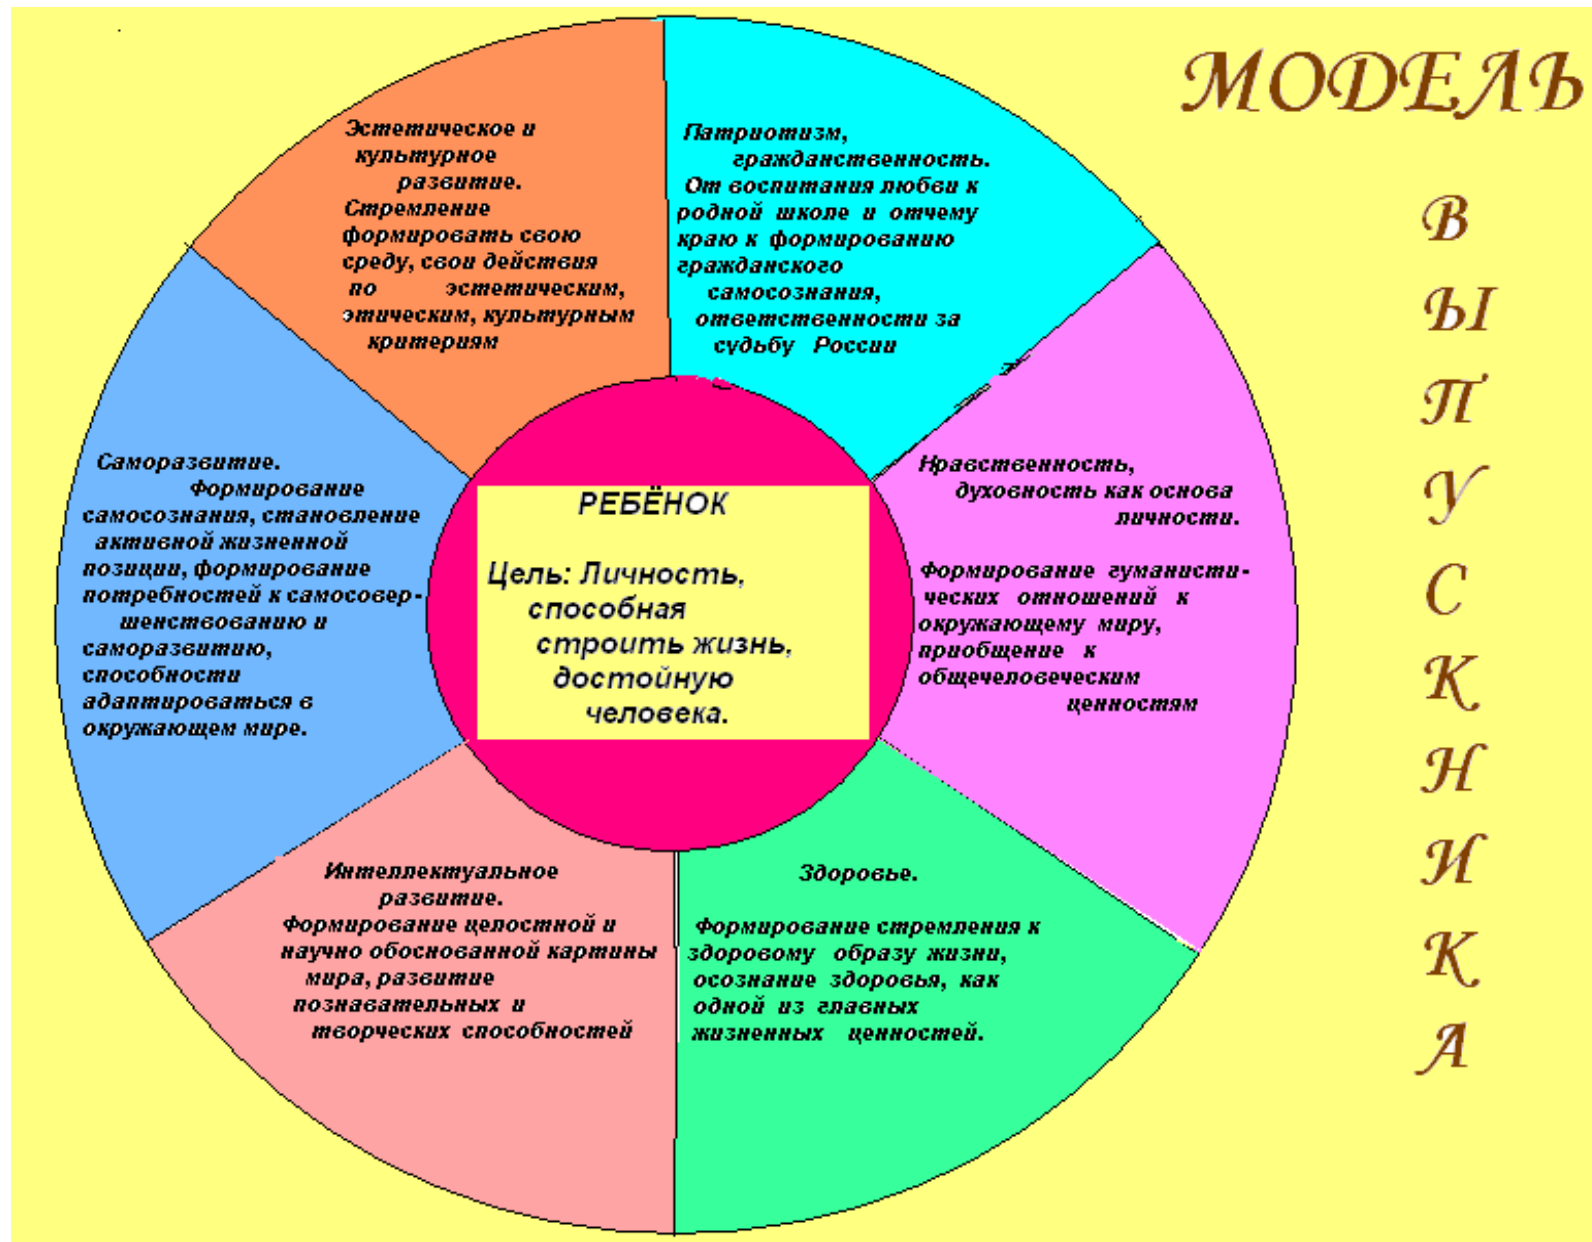 МОДЕЛЬ
ВЫПУСКНИКА
Эстетическое и
культурное
развитие.
Стремление
формировать свою
среду, свои действия
по эстетическим,
этическим, культурным
критериям
Патриотизм,
гражданственность.
От воспитания любви к
родной школе и отчему
краю к формированию
гражданского
самосознания,
ответственности за
судьбу России
Нравственность,
духовность как основа
личности.
Формирование гуманисти-
ческих отношений к
окружающему миру,
приобщение к
общечеловеческим
ценностям
Здоровье.
Формирование стремления к
здоровому образу жизни,
осознание здоровья, как
одной из главных
жизненных ценностей.
Интеллектуальное
развитие.
Формирование целостной и
научно обоснованной картины
мира, развитие
познавательных и
творческих способностей
Саморазвитие.
Формирование
самосознания, становление
активной жизненной
позиции, формирование
потребностей к самосовер-
шенствованию и
саморазвитию,
способности
адаптироваться в
окружающем мире.
РЕБЁНОК
Цель: Личность,
способная
строить жизнь,
достойную
человека.